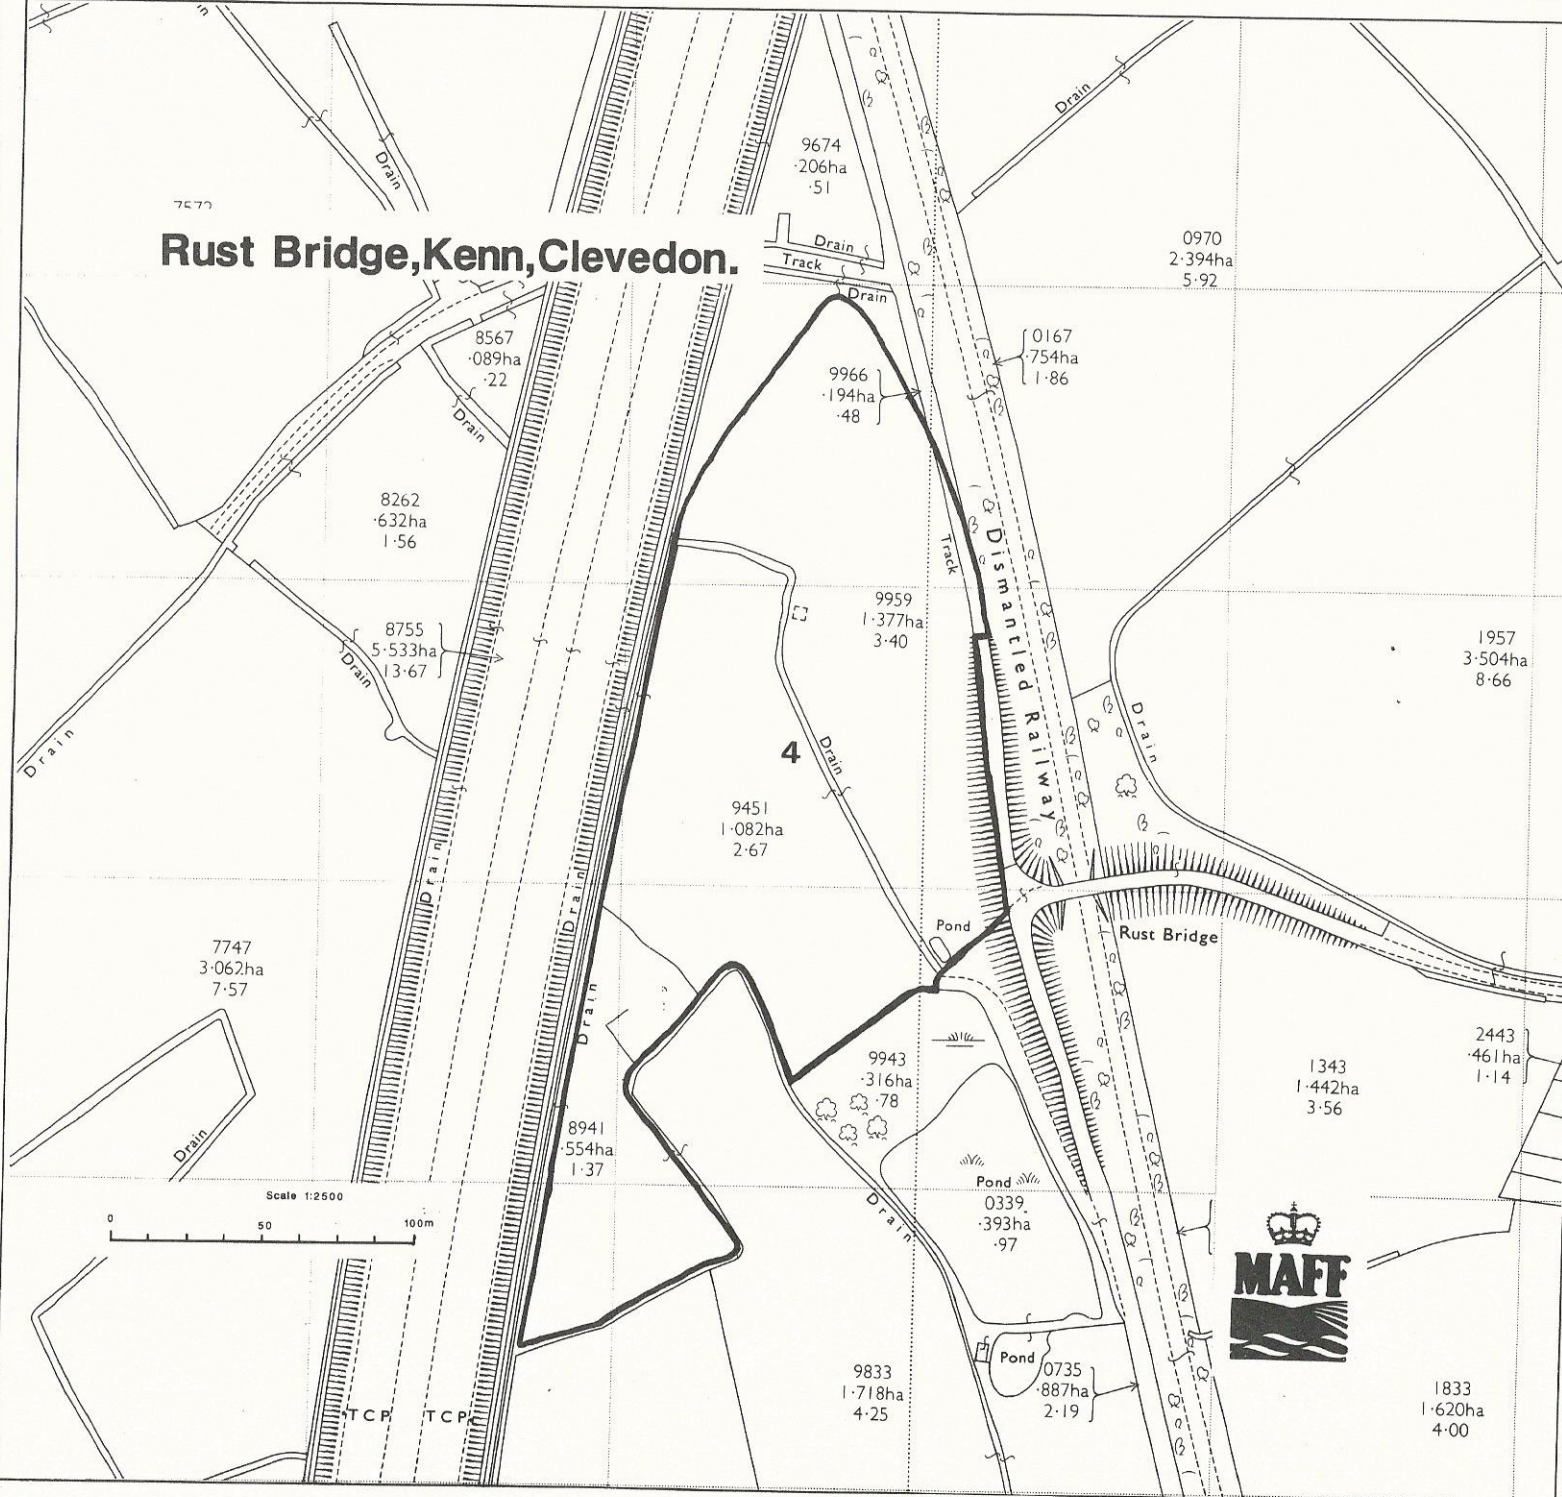 Drain
Drain
9674
·206ha
·51
Rust Bridge,Kenn,Clevedon.
Drain
Track
Drain
0970
2·394ha
5·92
8567
·089ha
·22
Drain
9966
·194ha
·48
0167
·754ha
1·86
8262
·632ha
1·56
Track
Dismantled Railway
9959
1·377ha
3·40
8755
5·533ha
13·67
Drain
1957
3·504ha
8·66
Drain
Drain
4
Drain
9451
1·082ha
2·67
Drain
Drain
Pond
Rust Bridge
7747
3·062ha
7·57
Drain
9943
·316ha
·78
2443
·461ha
1·14
1343
1·442ha
3·56
8941
·554ha
1·37
Drain
Pond
0339
·393ha
·97
Drain
Scale 1:2500
0 50 100m
MAFF
Pond
0735
·887ha
2·19
9833
1·718ha
4·25
1833
1·620ha
4·00
TCP TCP